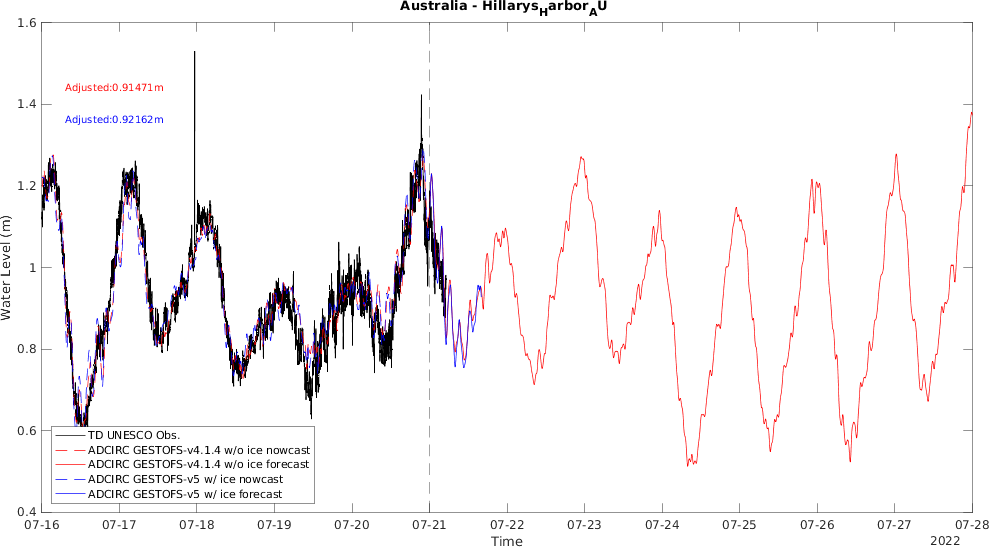 Australia - HillarysHarborAU
1.6
1.4
1.2
1
0.8
0.6
0.4
Water Level (m)
Adjusted:0.91471m
Adjusted:0.92162m
TD UNESCO Obs.
ADCIRC GESTOFS-v4.1.4 w/o ice nowcast
ADCIRC GESTOFS-v4.1.4 w/o ice forecast
ADCIRC GESTOFS-v5 w/ ice nowcast
ADCIRC GESTOFS-v5 w/ ice forecast
07-16 07-17 07-18 07-19 07-20 07-21 07-22 07-23 07-24 07-25 07-26 07-27 07-28
Time
2022